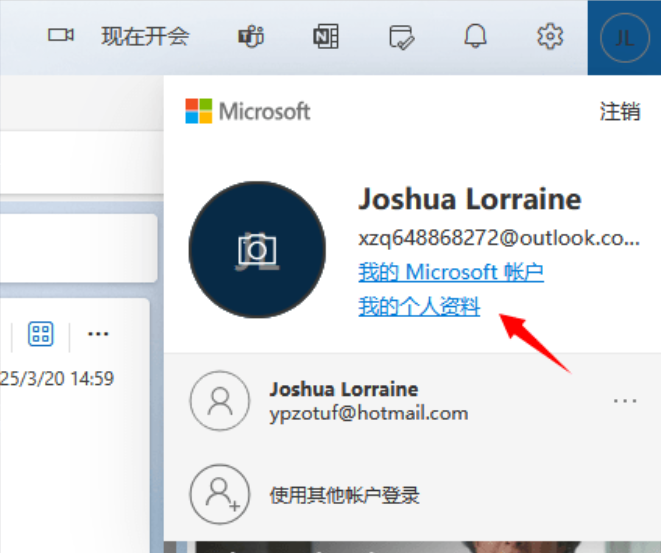 现在开会
JL
Microsoft
注销
Joshua Lorraine
xzq648868272@outlook.co...
我的 Microsoft 帐户
我的个人资料
25/3/20 14:59
Joshua Lorraine
ypzotuf@hotmail.com
使用其他帐户登录